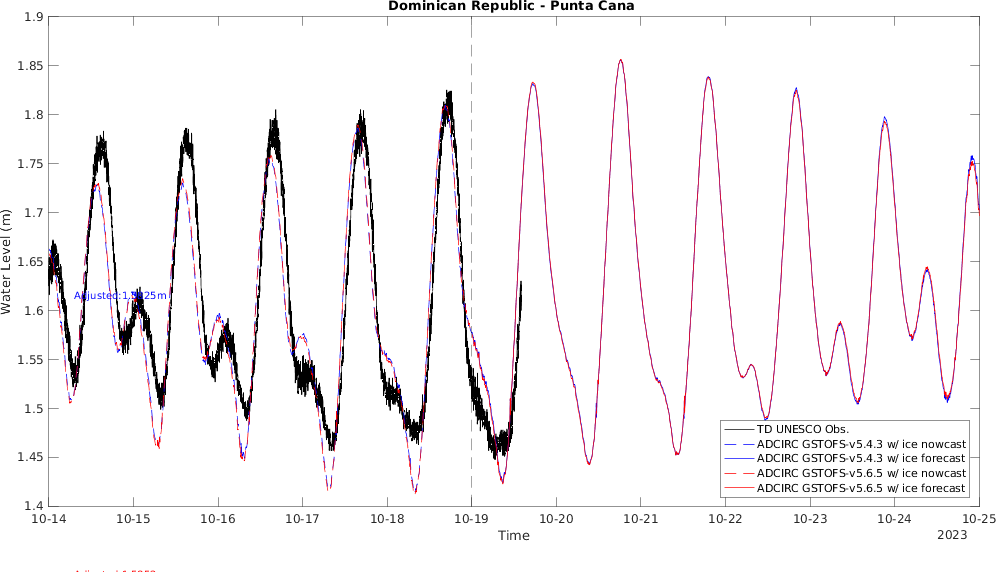 Dominican Republic - Punta Cana
1.9
1.85
1.8
1.75
1.7
1.65
1.6
1.55
1.5
1.45
1.4
Water Level (m)
TD UNESCO Obs.
ADCIRC GSTOFS-v5.4.3 w/ ice nowcast
ADCIRC GSTOFS-v5.4.3 w/ ice forecast
ADCIRC GSTOFS-v5.6.5 w/ ice nowcast
ADCIRC GSTOFS-v5.6.5 w/ ice forecast
10-14 10-15 10-16 10-17 10-18 10-19 10-20 10-21 10-22 10-23 10-24 10-25
Time
2023